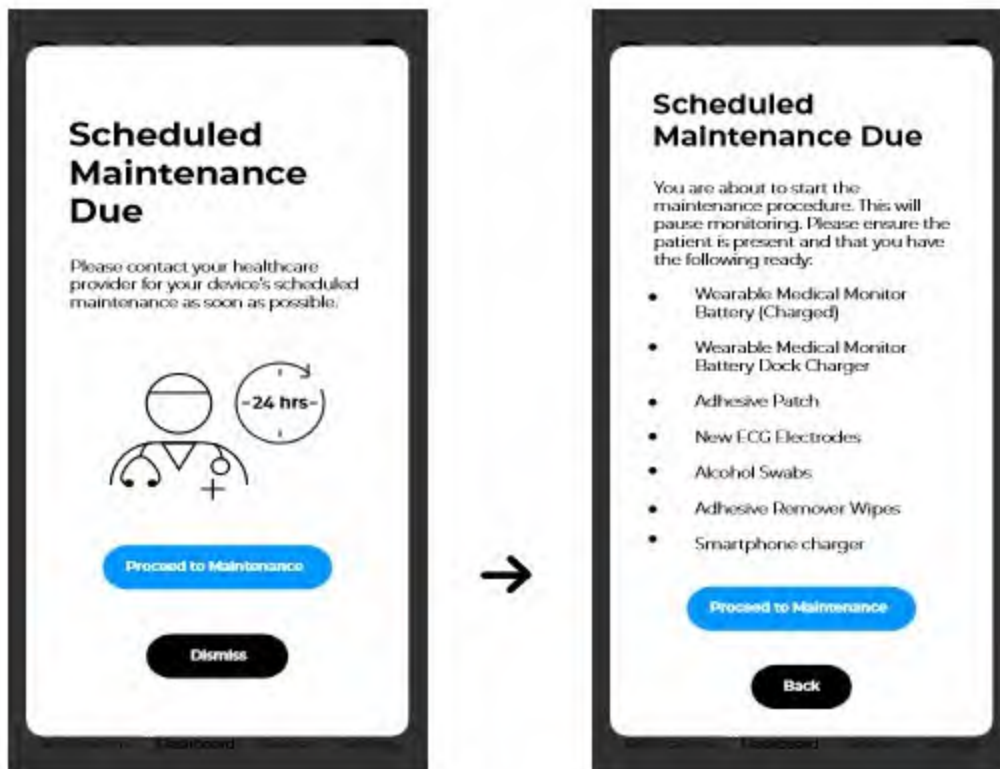 Scheduled
Maintenance
Due
Please contact your healthcare
provider for your device's scheduled
maintenance as soon as possible.
24 hrs
Proceed to Maintenance
Dismiss
Dashboard
Scheduled
Maintenance Due
You are about to start the
maintenance procedure. This will
pause monitoring. Please ensure the
patient is present and that you have
the following ready:
• Wearable Medical Monitor
Battery (Charged)
• Wearable Medical Monitor
Battery Dock Charger
• Adhesive Patch
• New ECG Electrodes
• Alcohol Swabs
• Adhesive Remover Wipes
• Smartphone charger
Proceed to Maintenance
Back
Dashboard